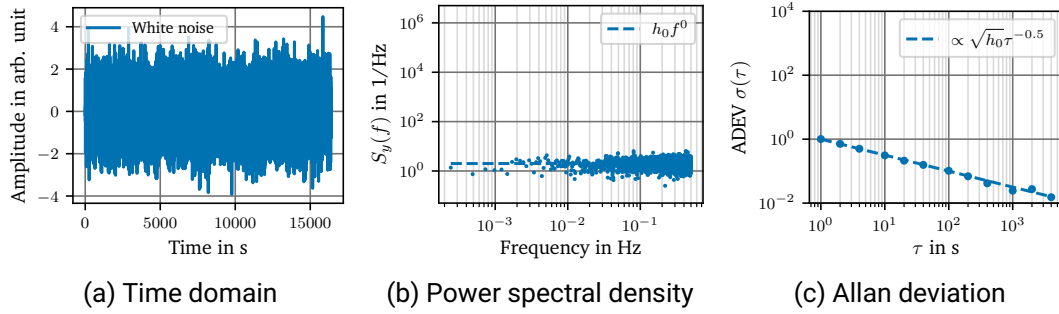 Amplitude in arb. unit
4
2
0
−2
−4
White noise
0
5000
10000
15000
Time in s
(a) Time domain
S_y(f) in 1/Hz
10^6
10^4
10^2
10^0
h_0 f^0
10^−3
10^−2
10^−1
Frequency in Hz
(b) Power spectral density
ADEV σ(τ)
10^4
10^2
10^0
10^−2
∝ √h_0 τ^−0.5
10^0
10^1
10^2
10^3
τ in s
(c) Allan deviation